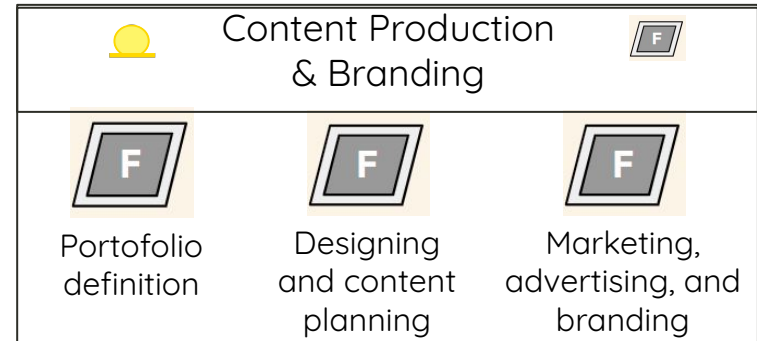 Content Production
& Branding
F
F
F
F
Portofolio
definition
Designing
and content
planning
Marketing,
advertising, and
branding